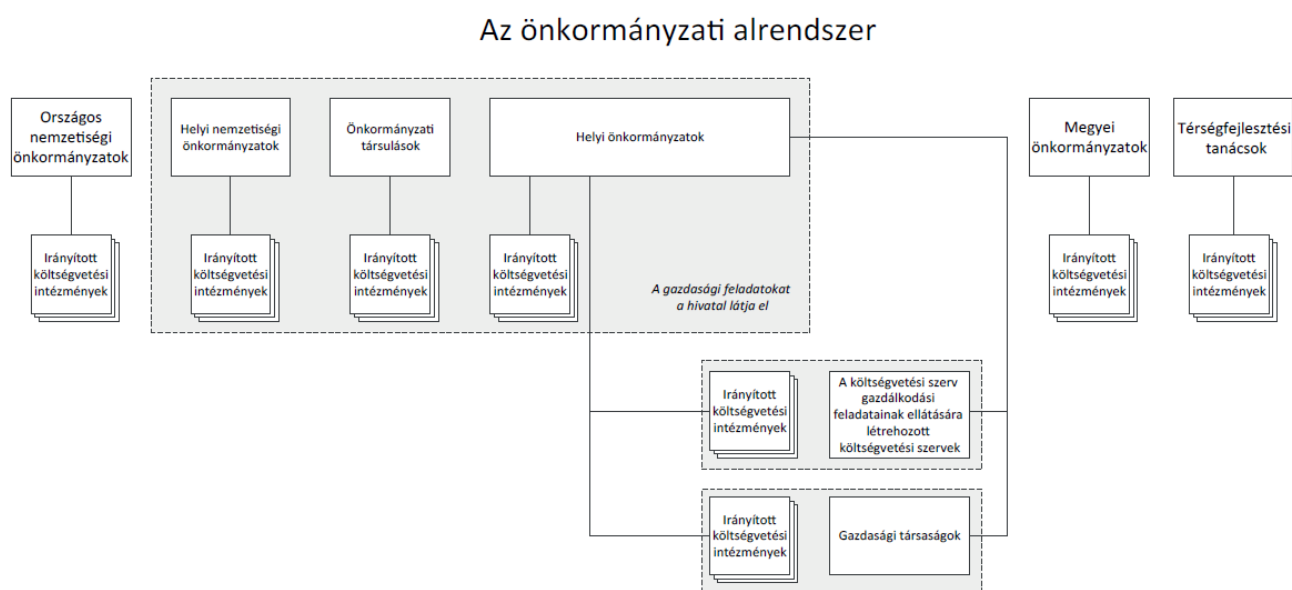 Az önkormányzati alrendszer
Országos
nemzetiségi
önkormányzatok
Helyi nemzetiségi
önkormányzatok
Önkormányzati
társulások
Helyi önkormányzatok
Megyei
önkormányzatok
Térségfejlesztési
tanácsok
Irányított
költségvetési
intézmények
Irányított
költségvetési
intézmények
Irányított
költségvetési
intézmények
Irányított
költségvetési
intézmények
A gazdasági feladatokat
a hivatal látja el
Irányított
költségvetési
intézmények
Irányított
költségvetési
intézmények
Irányított
költségvetési
intézmények
A költségvetési szerv
gazdálkodási
feladatainak ellátására
létrehozott
költségvetési szervek
Irányított
költségvetési
intézmények
Gazdasági társaságok